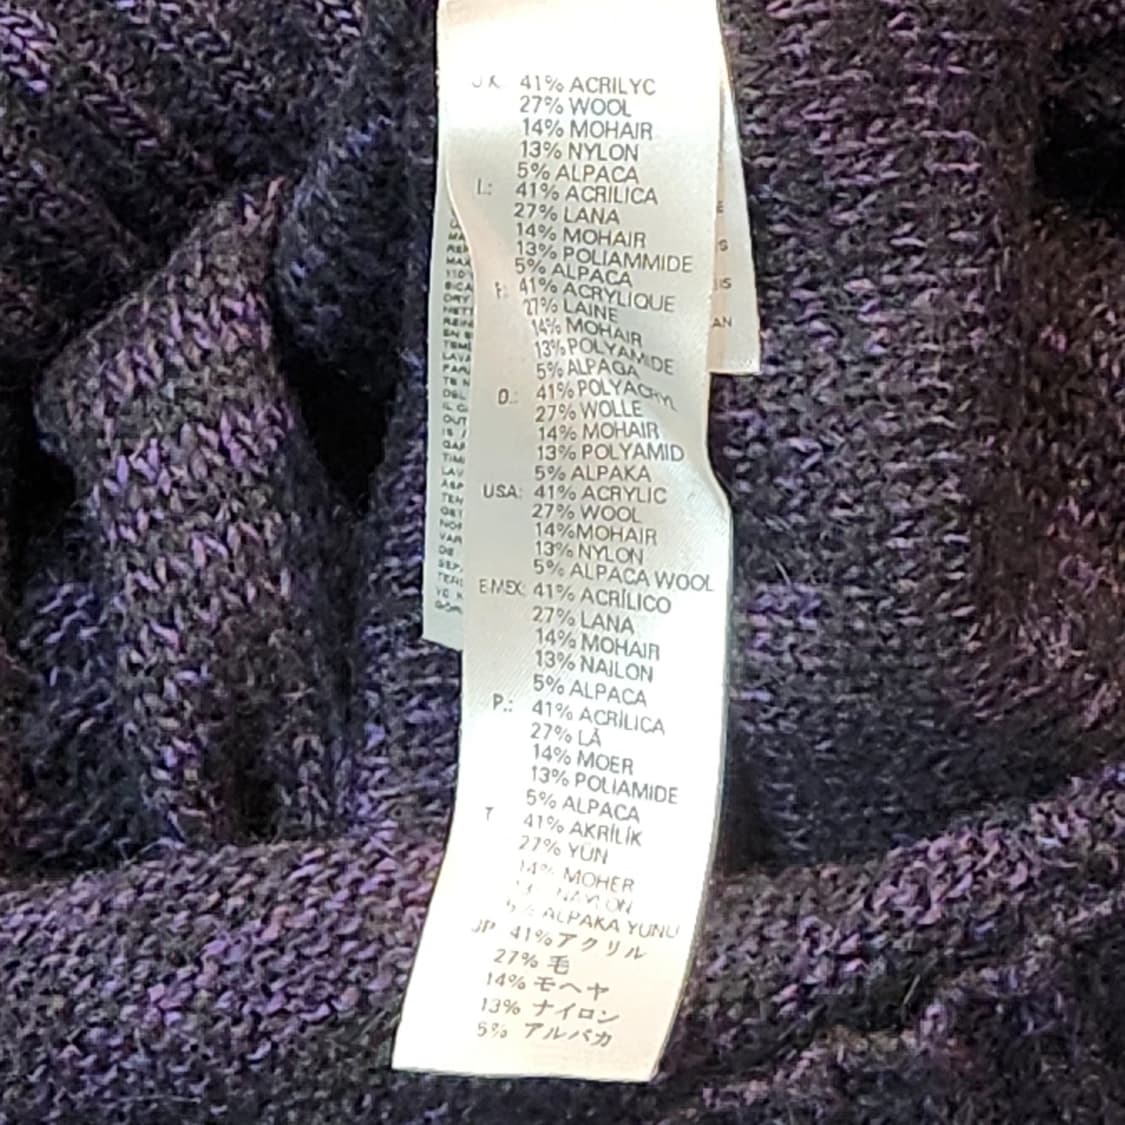 U.K. 41% ACRILYC
27% WOOL
14% MOHAIR
13% NYLON
5% ALPACA
I.: 41% ACRILICA
27% LANA
14% MOHAIR
13% POLIAMMIDE
5% ALPACA
F: 41% ACRYLIQUE
27% LAINE
14% MOHAIR
13% POLYAMIDE
5% ALPAGA
D.: 41% POLYACRYL
27% WOLLE
14% MOHAIR
13% POLYAMID
5% ALPAKA
USA: 41% ACRYLIC
27% WOOL
14% MOHAIR
13% NYLON
5% ALPACA WOOL
E-MEX: 41% ACRÍLICO
27% LANA
14% MOHAIR
13% NAILON
5% ALPACA
P.: 41% ACRÍLICA
27% LÃ
14% MOER
13% POLIAMIDE
5% ALPACA
T 41% AKRİLİK
27% YÜN
14% MOHER
NAYLON
5% ALPAKA YÜNÜ
JP 41% アクリル
27% 毛
14% モヘヤ
13% ナイロン
5% アルパカ